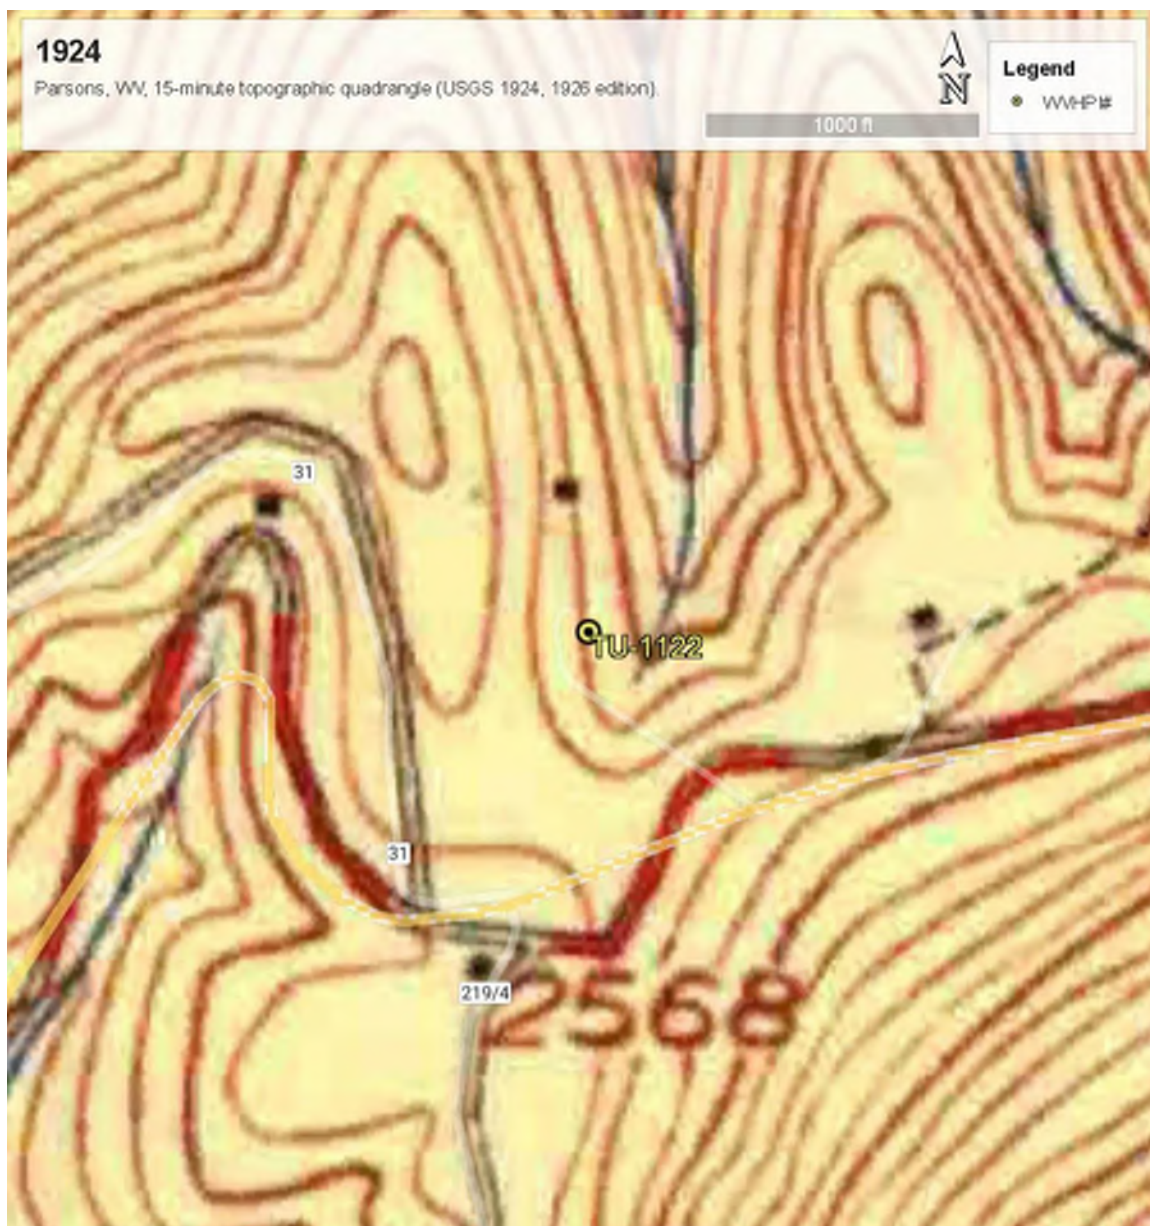 1924
Parsons, WV, 15-minute topographic quadrangle (USGS 1924, 1926 edition).
N
1000 ft
Legend
WVHPI#
31
TU-1122
31
219/4
2568